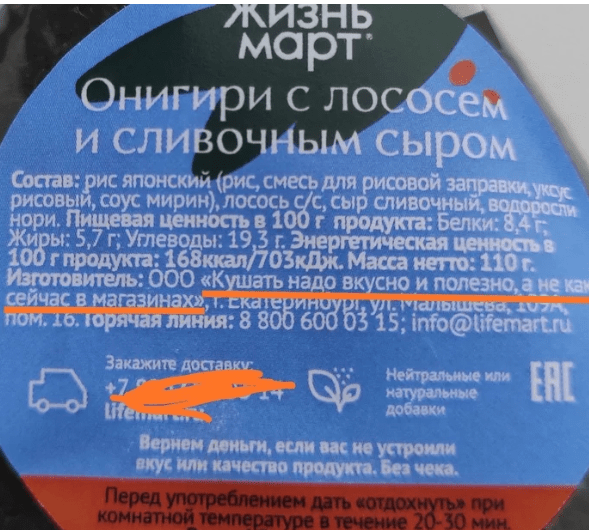 ЖИЗНЬ
март®
Онигири с лососем
и сливочным сыром
Состав: рис японский (рис, смесь для рисовой заправки, уксус
рисовый, соус мирин), лосось с/с, сыр сливочный, водоросли
нори. Пищевая ценность в 100 г продукта: Белки: 8,4 г;
Жиры: 5,7 г; Углеводы: 19,3 г. Энергетическая ценность в
100 г продукта: 168ккал/703кДж. Масса нетто: 110 г.
Изготовитель: ООО «Кушать надо вкусно и полезно, а не как
сейчас в магазинах», г. Екатеринбург, ул. Малышева, 109А,
пом. 16. Горячая линия: 8 800 600 03 15; info@lifemart.ru
Закажите доставку:
+7
Нейтральные или
натуральные
добавки
EAC
Вернем деньги, если вас не устроили
вкус или качество продукта. Без чека.
Перед употреблением дать «отдохнуть» при
комнатной температуре в течение 20-30 мин.